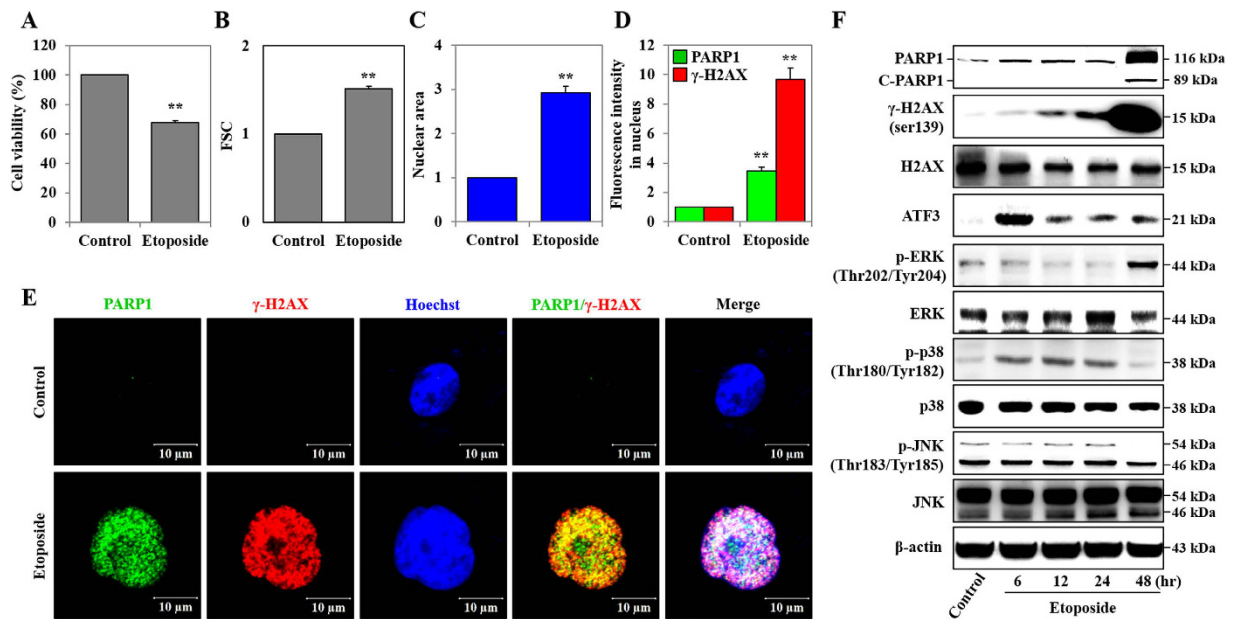 A
Cell viability (%)
120
100
80
60
40
20
0
**
Control Etoposide
B
FSC
2
1
0
**
Control Etoposide
C
Nuclear area
4
3
2
1
0
**
Control Etoposide
D
Fluorescence intensity
in nucleus
12
10
8
6
4
2
0
PARP1
γ-H2AX
**
**
Control Etoposide
E
PARP1 γ-H2AX Hoechst PARP1/γ-H2AX Merge
Control
10 µm 10 µm 10 µm 10 µm 10 µm
Etoposide
10 µm 10 µm 10 µm 10 µm 10 µm
F
PARP1 116 kDa
C-PARP1 89 kDa
γ-H2AX
(ser139) 15 kDa
H2AX 15 kDa
ATF3 21 kDa
p-ERK
(Thr202/Tyr204) 44 kDa
ERK 44 kDa
p-p38
(Thr180/Tyr182) 38 kDa
p38 38 kDa
p-JNK 54 kDa
(Thr183/Tyr185) 46 kDa
JNK 54 kDa
46 kDa
β-actin 43 kDa
Control 6 12 24 48 (hr)
Etoposide